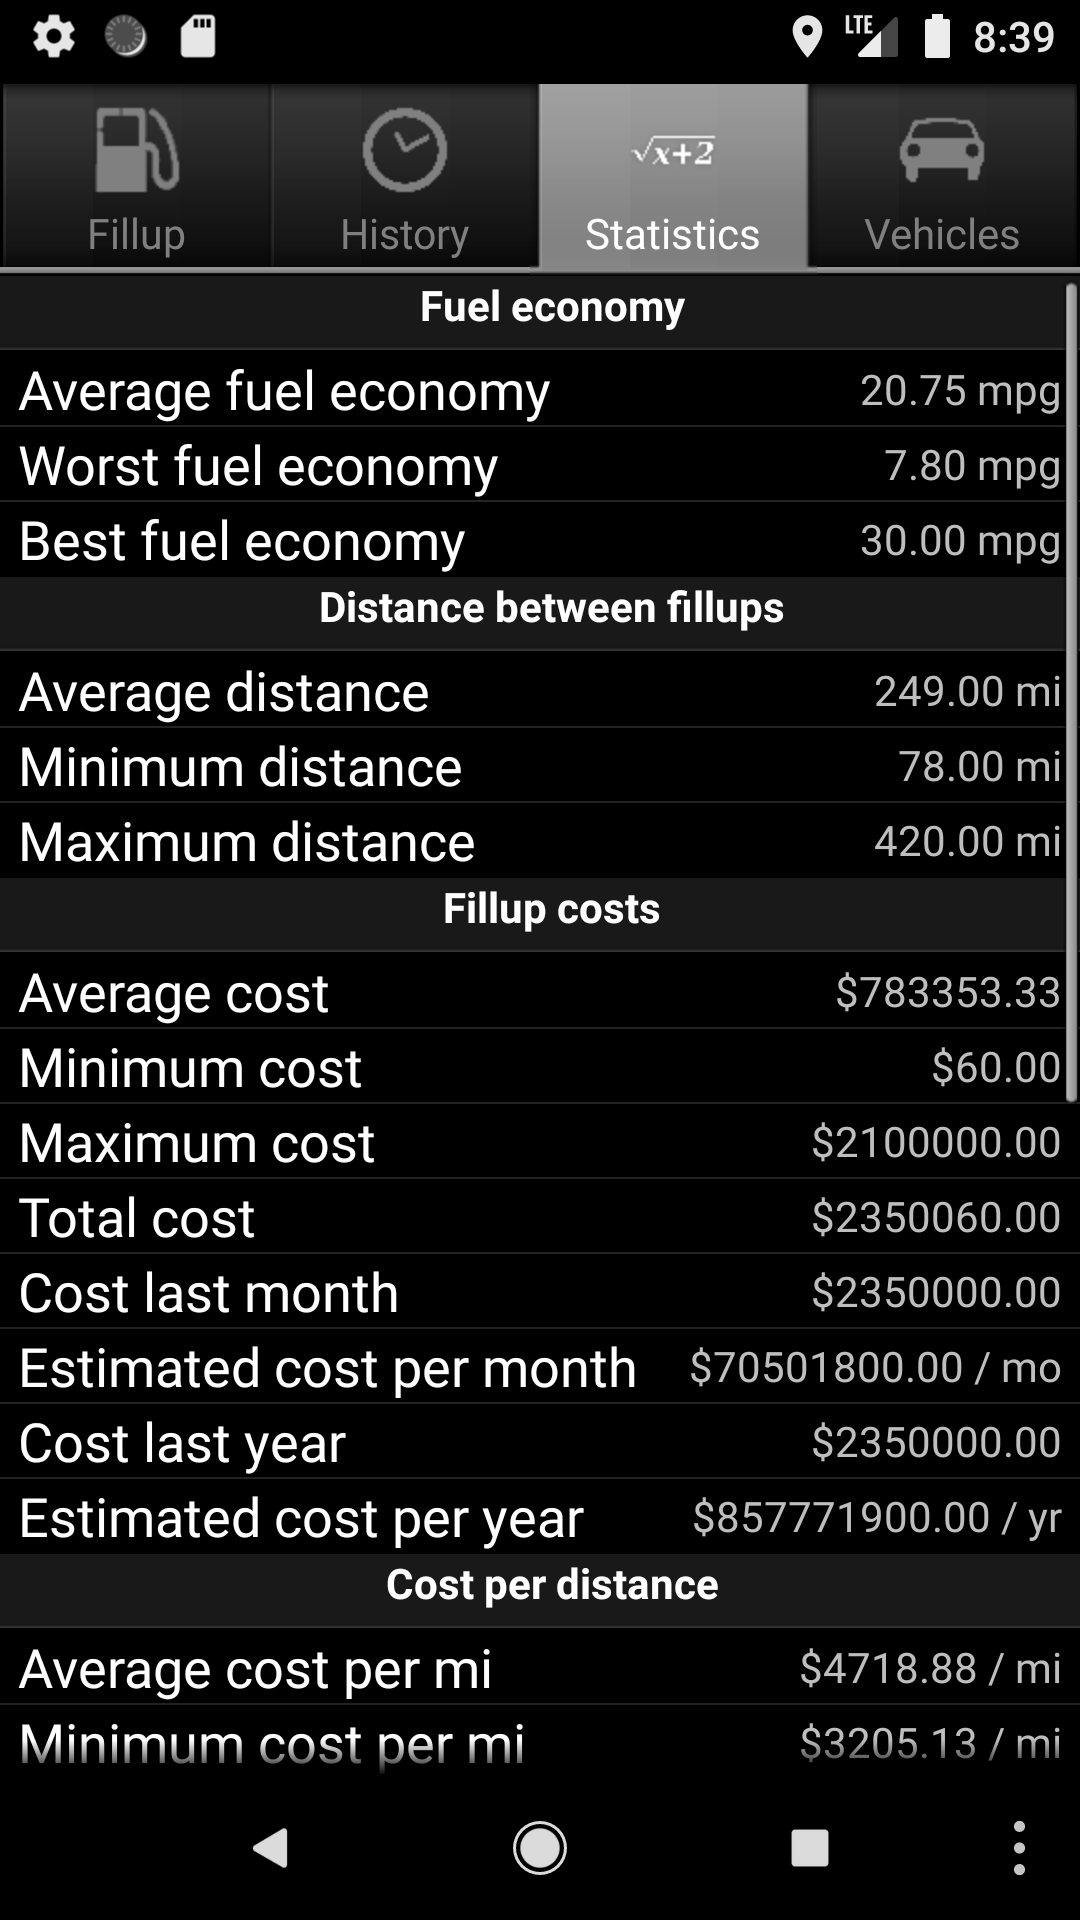 LTE 8:39
√x+2
Fillup History Statistics Vehicles
Fuel economy
Average fuel economy 20.75 mpg
Worst fuel economy 7.80 mpg
Best fuel economy 30.00 mpg
Distance between fillups
Average distance 249.00 mi
Minimum distance 78.00 mi
Maximum distance 420.00 mi
Fillup costs
Average cost $783353.33
Minimum cost $60.00
Maximum cost $2100000.00
Total cost $2350060.00
Cost last month $2350000.00
Estimated cost per month $70501800.00 / mo
Cost last year $2350000.00
Estimated cost per year $857771900.00 / yr
Cost per distance
Average cost per mi $4718.88 / mi
Minimum cost per mi $3205.13 / mi